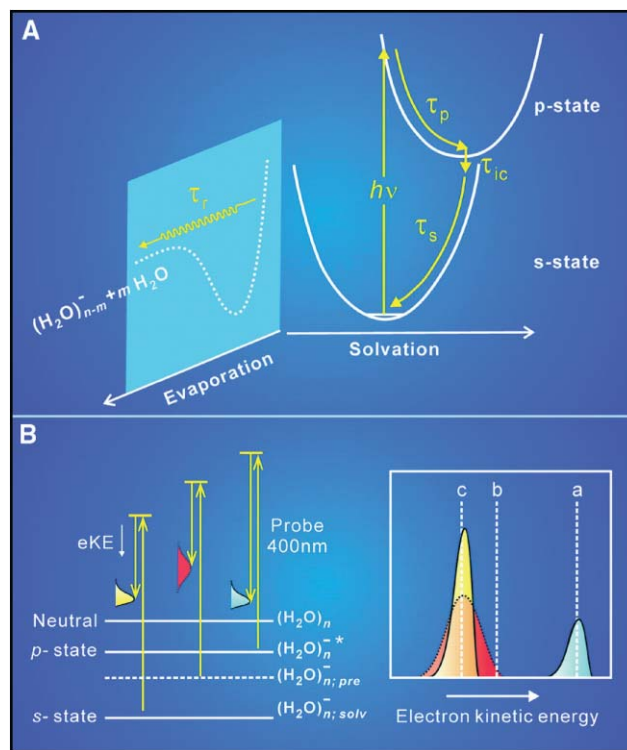 A
τp
p-state
τic
τr
hν
τs
s-state
(H2O)−n-m + m H2O
Solvation
Evaporation
B
c b a
eKE
Probe
400nm
Neutral (H2O)n
p- state (H2O)−n*
(H2O)−n; pre
s- state (H2O)−n; solv
Electron kinetic energy